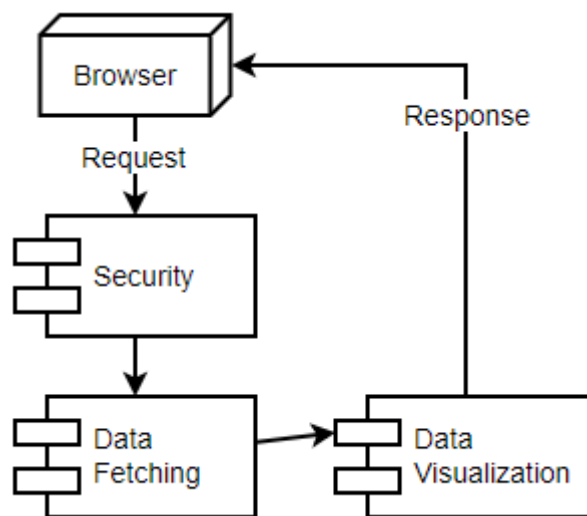 Browser
Request
Response
Security
Data
Fetching
Data
Visualization